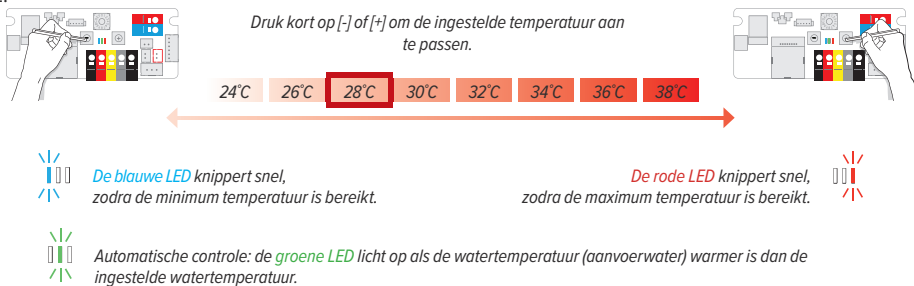 Druk kort op [-] of [+] om de ingestelde temperatuur aan
te passen.
24°C 26°C 28°C 30°C 32°C 34°C 36°C 38°C
De blauwe LED knippert snel,
zodra de minimum temperatuur is bereikt.
De rode LED knippert snel,
zodra de maximum temperatuur is bereikt.
Automatische controle: de groene LED licht op als de watertemperatuur (aanvoerwater) warmer is dan de
ingestelde watertemperatuur.